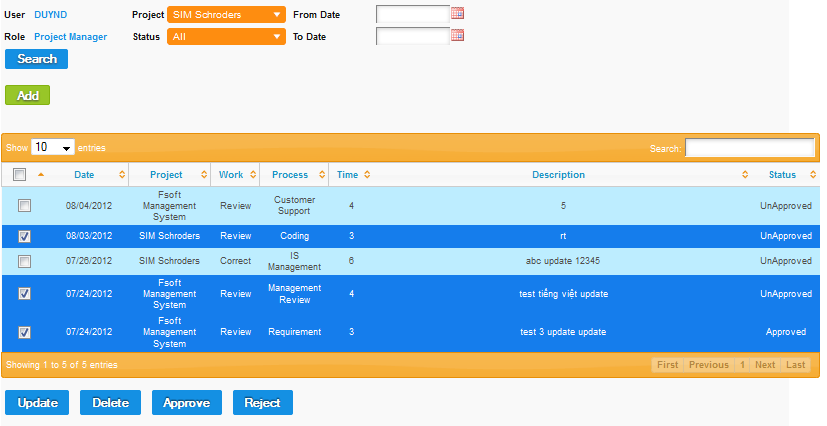 User DUYND Project SIM Schroders From Date
Role Project Manager Status All To Date
Search
Add
Show 10 entries Search:
Date Project Work Process Time Description Status
08/04/2012 Fsoft Management System Review Customer Support 4 5 UnApproved
08/03/2012 SIM Schroders Review Coding 3 rt UnApproved
07/26/2012 SIM Schroders Correct IS Management 6 abc update 12345 UnApproved
07/24/2012 Fsoft Management System Review Management Review 4 test tiếng việt update UnApproved
07/24/2012 Fsoft Management System Review Requirement 3 test 3 update update Approved
Showing 1 to 5 of 5 entries First Previous 1 Next Last
Update Delete Approve Reject